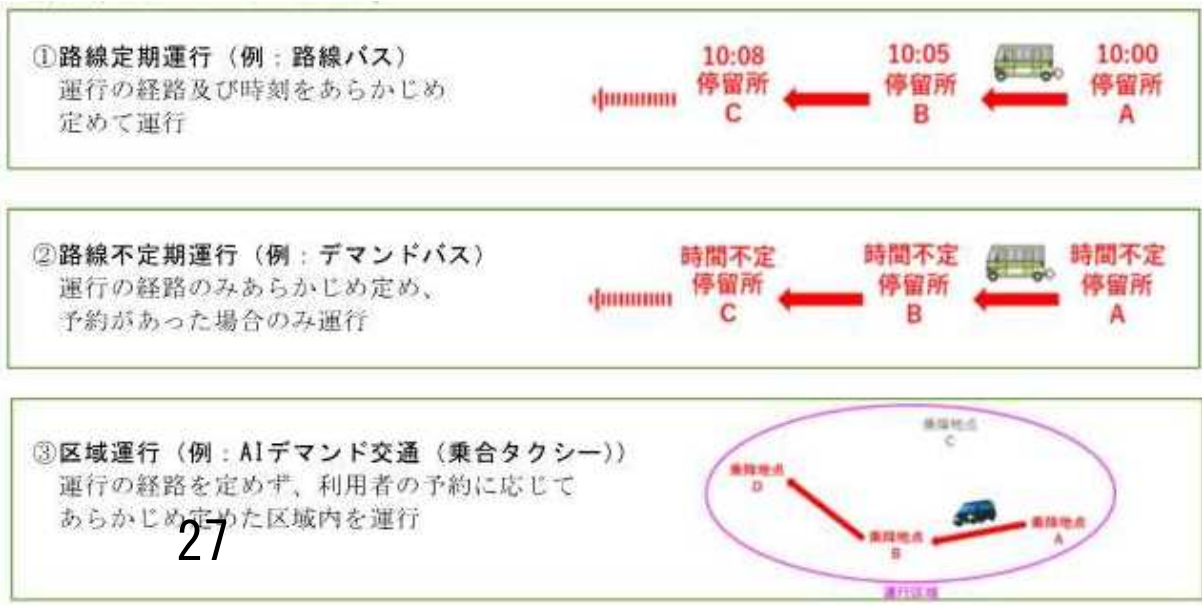 ①路線定期運行（例：路線バス）
運行の経路及び時刻をあらかじめ
定めて運行
10:08
停留所
C
10:05
停留所
B
10:00
停留所
A
②路線不定期運行（例：デマンドバス）
運行の経路のみあらかじめ定め、
予約があった場合のみ運行
時間不定
停留所
C
時間不定
停留所
B
時間不定
停留所
A
③区域運行（例：AIデマンド交通（乗合タクシー））
運行の経路を定めず、利用者の予約に応じて
あらかじめ定めた区域内を運行
27
乗降地点
C
乗降地点
D
乗降地点
B
乗降地点
A
運行区域